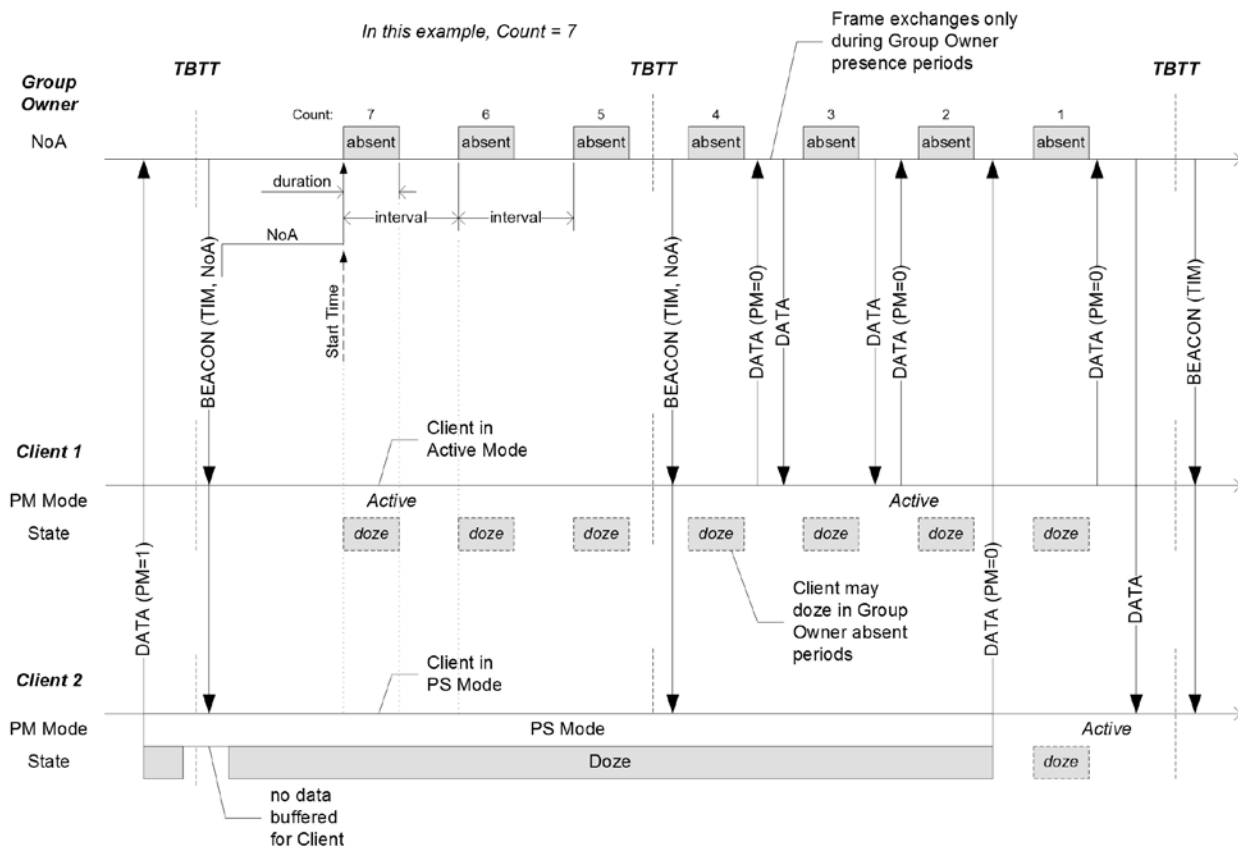 In this example, Count = 7
Frame exchanges only
during Group Owner
presence periods
TBTT
TBTT
TBTT
Group
Owner
NoA
Count:
7
6
5
4
3
2
1
absent
absent
absent
absent
absent
absent
absent
duration
interval
interval
NoA
Start Time
BEACON (TIM, NoA)
BEACON (TIM, NoA)
DATA (PM=0)
DATA
DATA
DATA (PM=0)
DATA (PM=0)
BEACON (TIM)
Client in
Active Mode
Client 1
PM Mode
Active
Active
State
doze
doze
doze
doze
doze
doze
doze
DATA (PM=1)
DATA (PM=0)
DATA
Client may
doze in Group
Owner absent
periods
Client in
PS Mode
Client 2
PM Mode
PS Mode
Active
State
Doze
doze
no data
buffered
for Client